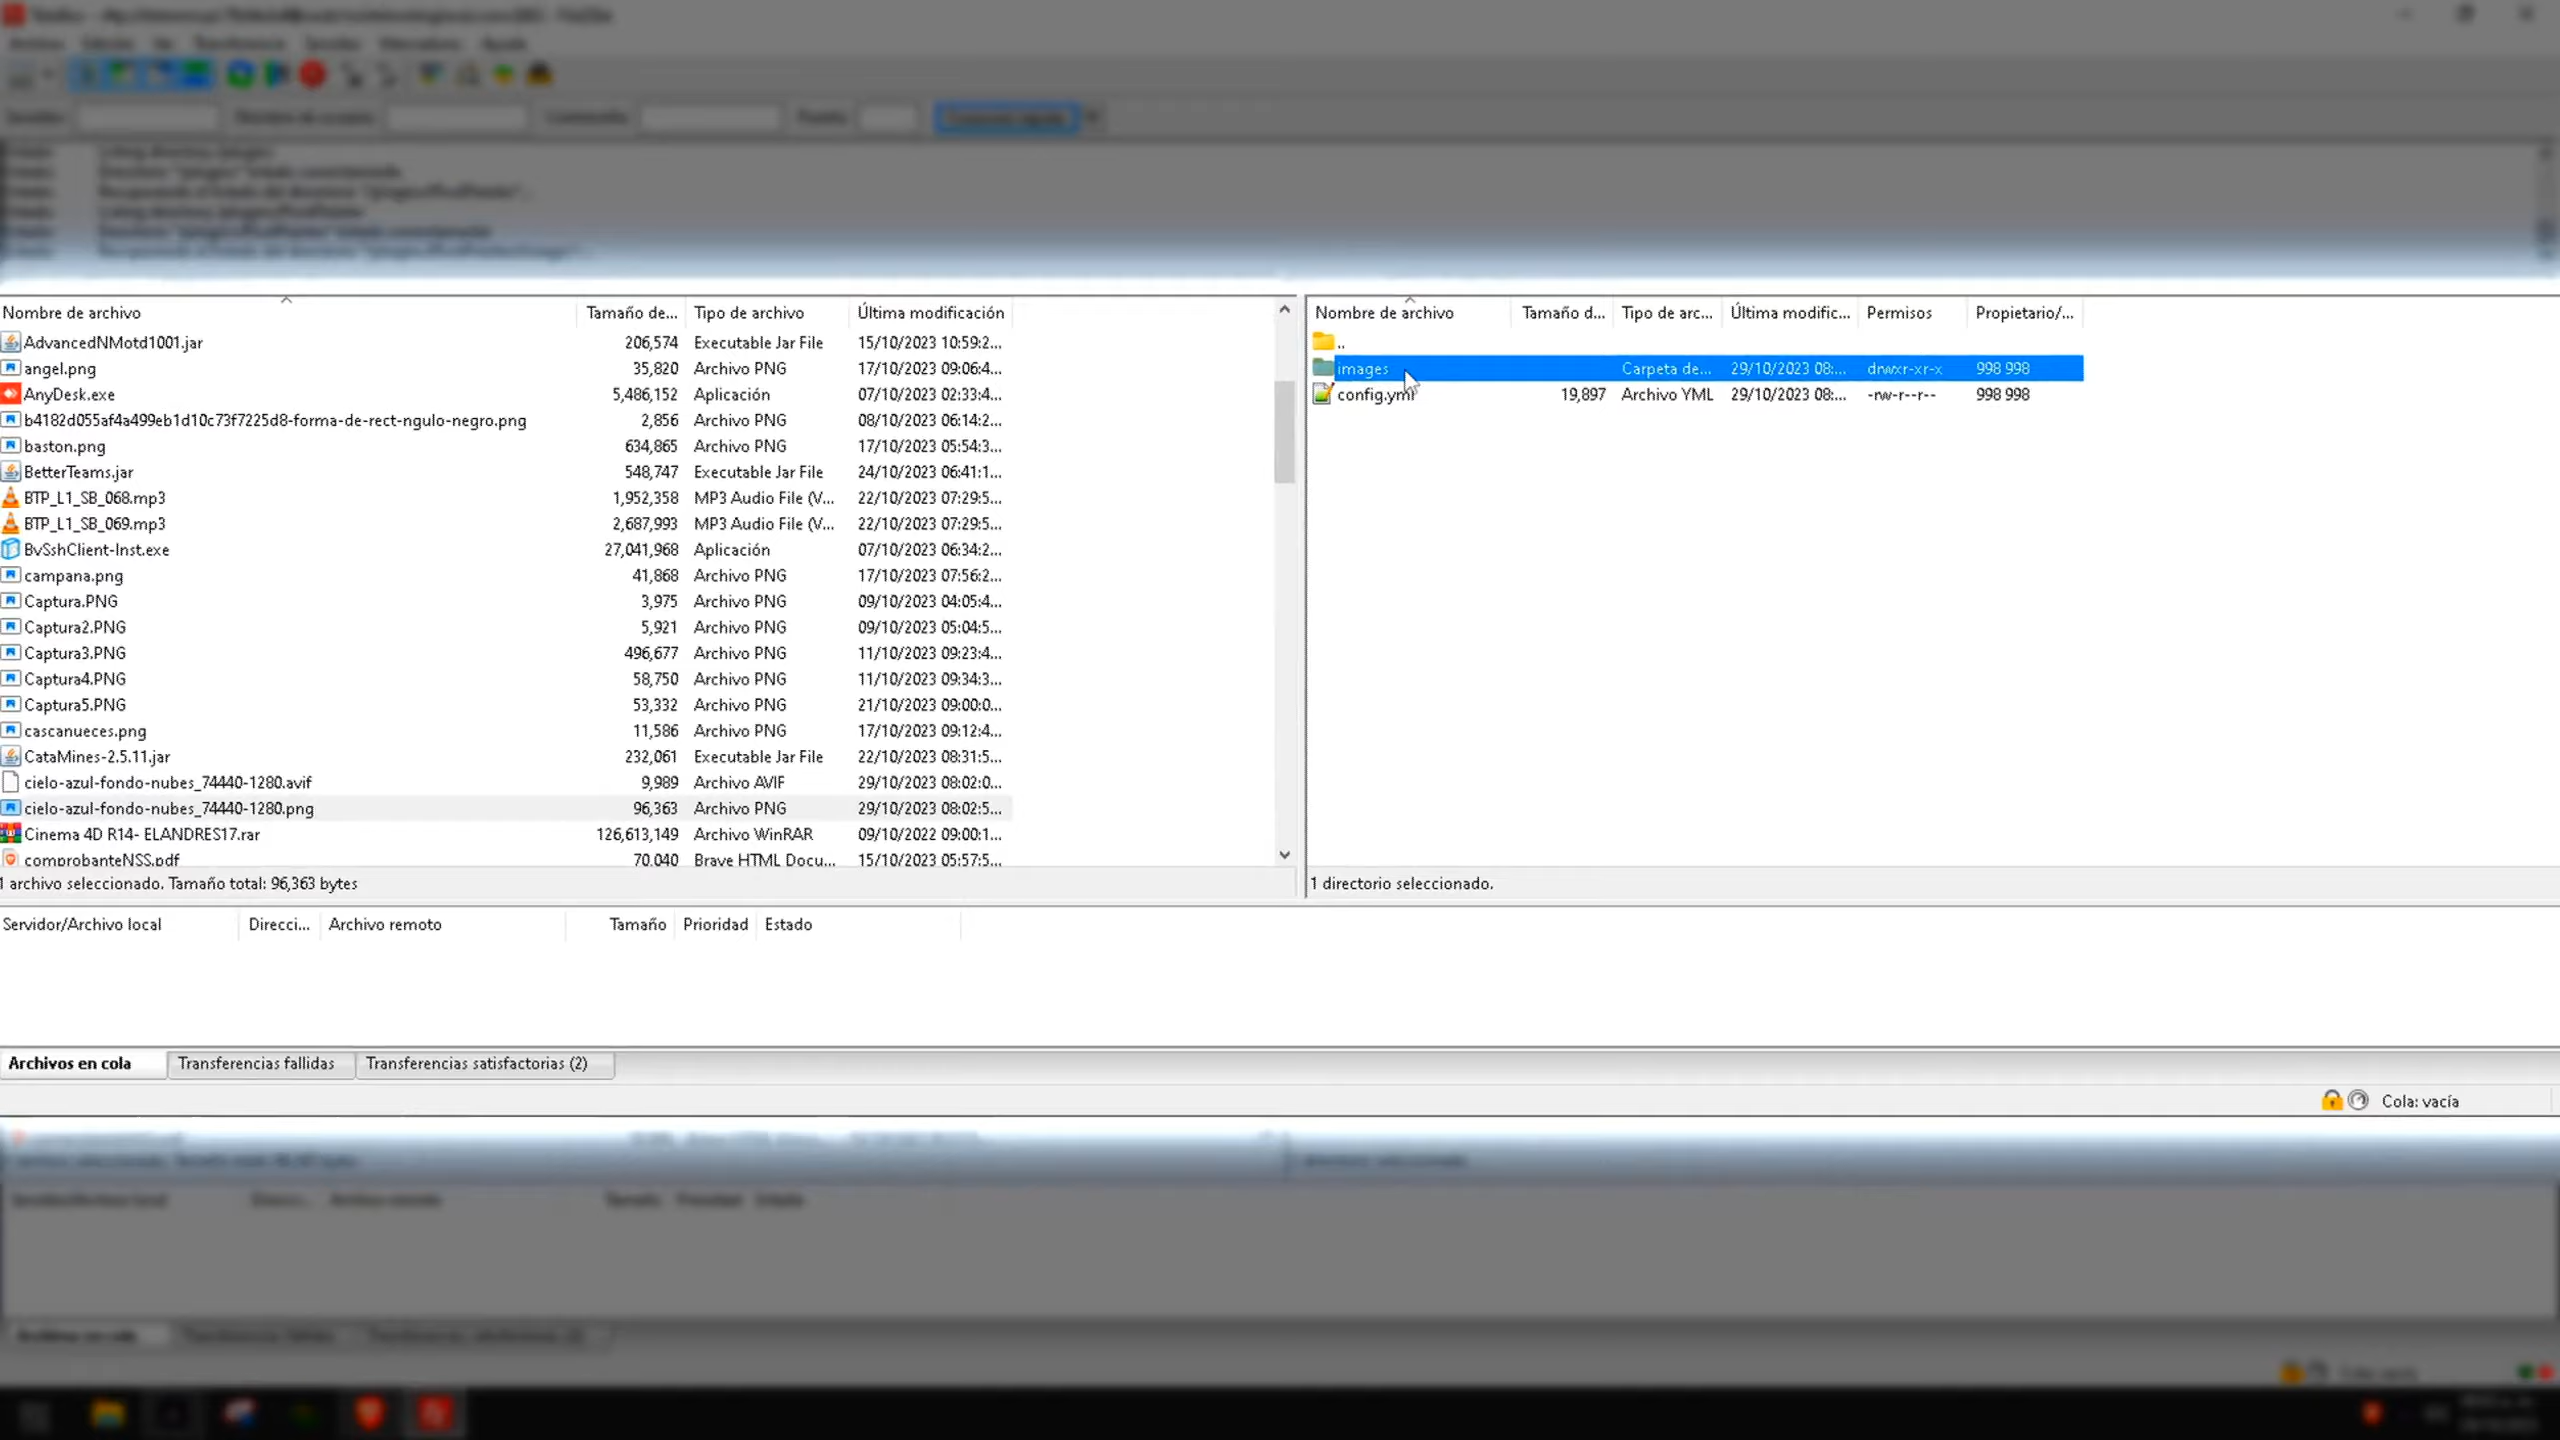 Nombre de archivo Tamaño de... Tipo de archivo Última modificación
AdvancedNMotd1001.jar 206,574 Executable Jar File 15/10/2023 10:59:2...
angel.png 35,820 Archivo PNG 17/10/2023 09:06:4...
AnyDesk.exe 5,486,152 Aplicación 07/10/2023 02:33:4...
b4182d055af4a499eb1d10c73f7225d8-forma-de-rect-ngulo-negro.png 2,856 Archivo PNG 08/10/2023 06:14:2...
baston.png 634,865 Archivo PNG 17/10/2023 05:54:3...
BetterTeams.jar 548,747 Executable Jar File 24/10/2023 06:41:1...
BTP_L1_SB_068.mp3 1,952,358 MP3 Audio File (V... 22/10/2023 07:29:5...
BTP_L1_SB_069.mp3 2,687,993 MP3 Audio File (V... 22/10/2023 07:29:5...
BvSshClient-Inst.exe 27,041,968 Aplicación 07/10/2023 06:34:2...
campana.png 41,868 Archivo PNG 17/10/2023 07:56:2...
Captura.PNG 3,975 Archivo PNG 09/10/2023 04:05:4...
Captura2.PNG 5,921 Archivo PNG 09/10/2023 05:04:5...
Captura3.PNG 496,677 Archivo PNG 11/10/2023 09:23:4...
Captura4.PNG 58,750 Archivo PNG 11/10/2023 09:34:3...
Captura5.PNG 53,332 Archivo PNG 21/10/2023 09:00:0...
cascanueces.png 11,586 Archivo PNG 17/10/2023 09:12:4...
CataMines-2.5.11.jar 232,061 Executable Jar File 22/10/2023 08:31:5...
cielo-azul-fondo-nubes_74440-1280.avif 9,989 Archivo AVIF 29/10/2023 08:02:0...
cielo-azul-fondo-nubes_74440-1280.png 96,363 Archivo PNG 29/10/2023 08:02:5...
Cinema 4D R14- ELANDRES17.rar 126,613,149 Archivo WinRAR 09/10/2022 09:00:1...
comprobanteNSS.pdf 70,040 Brave HTML Docu... 15/10/2023 05:57:5...
1 archivo seleccionado. Tamaño total: 96,363 bytes
Nombre de archivo Tamaño d... Tipo de arc... Última modific... Permisos Propietario/...
..
images Carpeta de... 29/10/2023 08:... drwxr-xr-x 998 998
config.yml 19,897 Archivo YML 29/10/2023 08:... -rw-r--r-- 998 998
1 directorio seleccionado.
Servidor/Archivo local Direcci... Archivo remoto Tamaño Prioridad Estado
Archivos en cola Transferencias fallidas Transferencias satisfactorias (2)
Cola: vacía